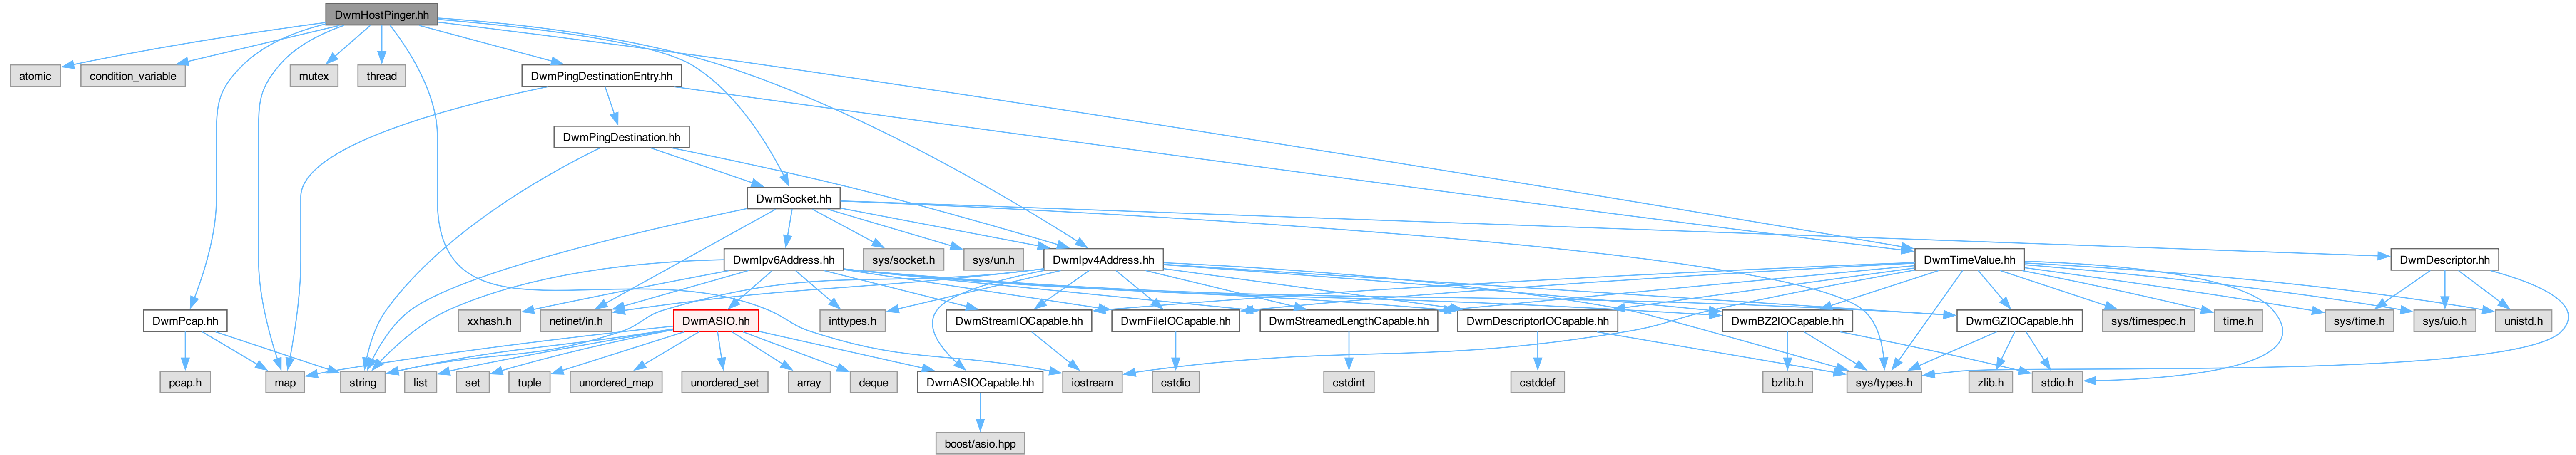 DwmHostPinger.hh
atomic
condition_variable
mutex
thread
DwmPingDestinationEntry.hh
DwmPingDestination.hh
DwmSocket.hh
DwmIpv6Address.hh
sys/socket.h
sys/un.h
DwmIpv4Address.hh
DwmTimeValue.hh
DwmDescriptor.hh
DwmPcap.hh
xxhash.h
netinet/in.h
DwmASIO.hh
inttypes.h
DwmStreamIOCapable.hh
DwmFileIOCapable.hh
DwmStreamedLengthCapable.hh
DwmDescriptorIOCapable.hh
DwmBZ2IOCapable.hh
DwmGZIOCapable.hh
sys/timespec.h
time.h
sys/time.h
sys/uio.h
unistd.h
pcap.h
map
string
list
set
tuple
unordered_map
unordered_set
array
deque
DwmASIOCapable.hh
iostream
cstdio
cstdint
cstddef
bzlib.h
sys/types.h
zlib.h
stdio.h
boost/asio.hpp